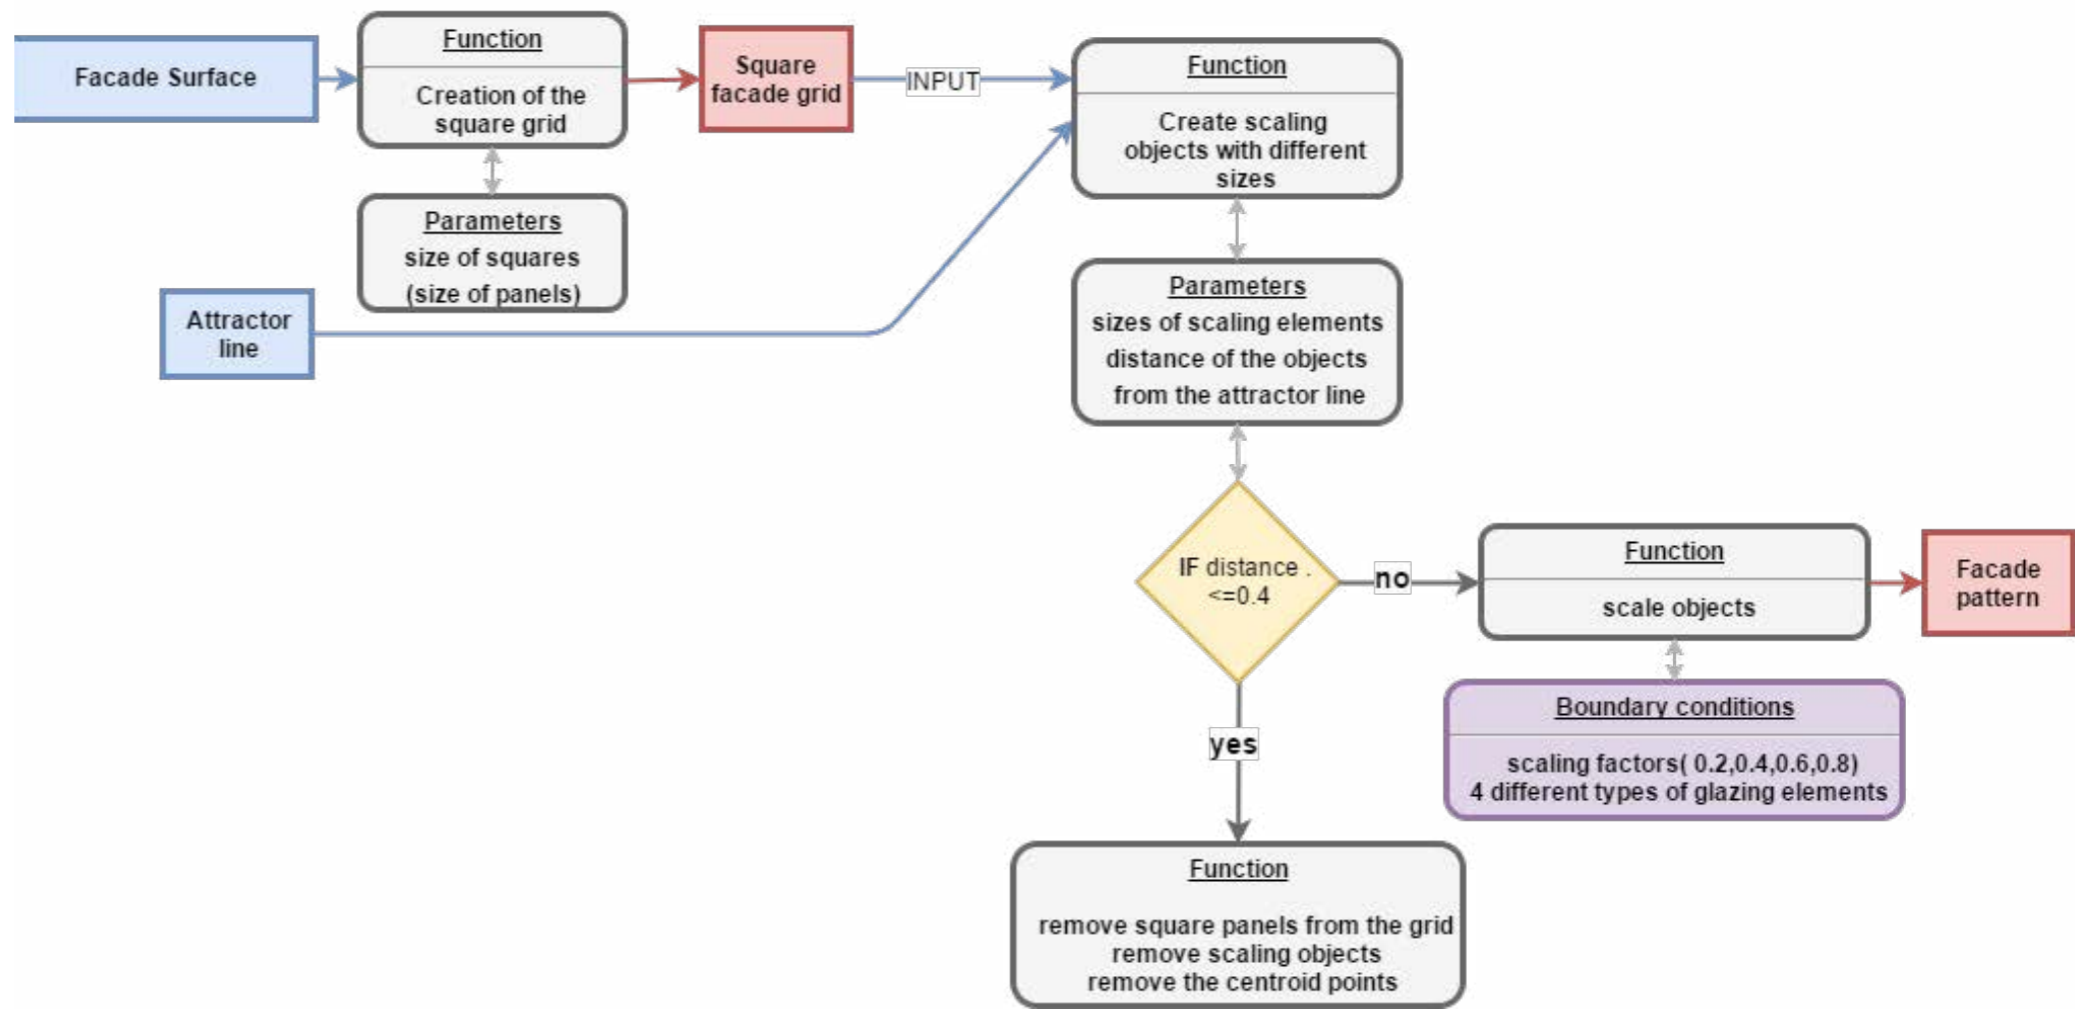 Facade Surface
Function
Creation of the
square grid
Parameters
size of squares
(size of panels)
Square
facade grid
INPUT
Attractor
line
Function
Create scaling
objects with different
sizes
Parameters
sizes of scaling elements
distance of the objects
from the attractor line
IF distance .
<=0.4
no
Function
scale objects
Facade
pattern
Boundary conditions
scaling factors( 0.2,0.4,0.6,0.8)
4 different types of glazing elements
yes
Function
remove square panels from the grid
remove scaling objects
remove the centroid points